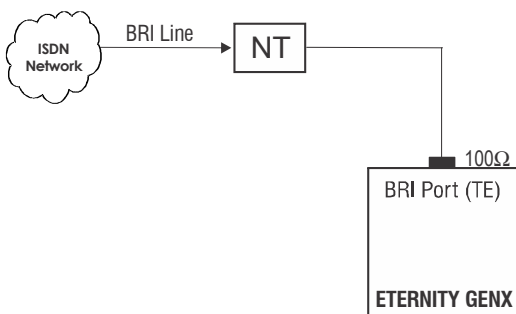 ISDN
Network
BRI Line
NT
100Ω
BRI Port (TE)
ETERNITY GENX